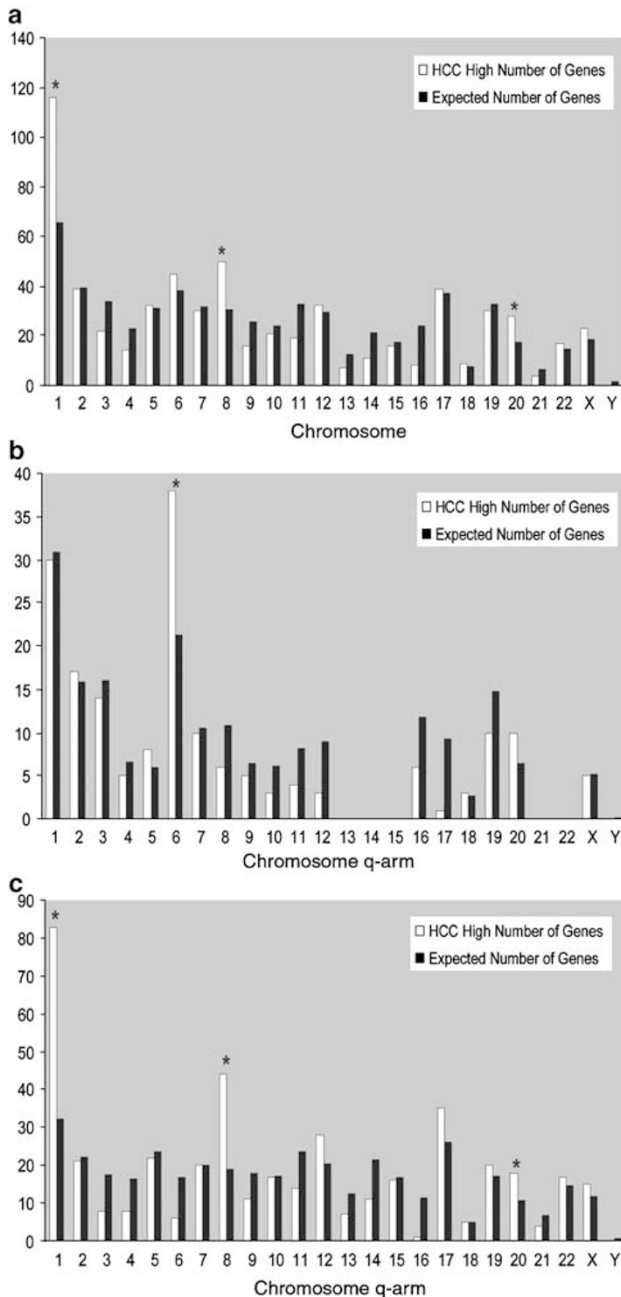 a
140
120
100
80
60
40
20
0
*
*
*
HCC High Number of Genes
Expected Number of Genes
1 2 3 4 5 6 7 8 9 10 11 12 13 14 15 16 17 18 19 20 21 22 X Y
Chromosome
b
40
35
30
25
20
15
10
5
0
*
HCC High Number of Genes
Expected Number of Genes
1 2 3 4 5 6 7 8 9 10 11 12 13 14 15 16 17 18 19 20 21 22 X Y
Chromosome q-arm
c
90
80
70
60
50
40
30
20
10
0
*
*
*
HCC High Number of Genes
Expected Number of Genes
1 2 3 4 5 6 7 8 9 10 11 12 13 14 15 16 17 18 19 20 21 22 X Y
Chromosome q-arm